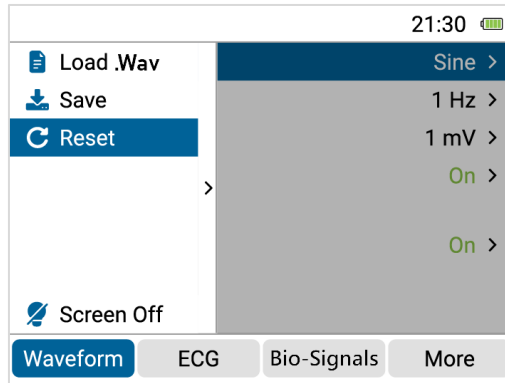 21:30
Load .Wav
Sine >
Save
1 Hz >
Reset
1 mV >
On >
>
On >
Screen Off
Waveform ECG Bio-Signals More